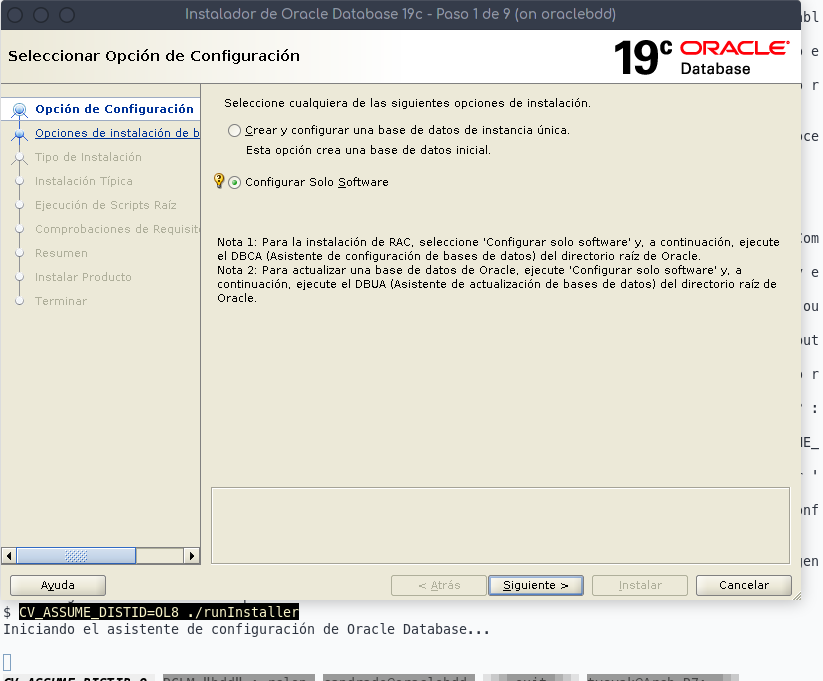 Instalador de Oracle Database 19c - Paso 1 de 9 (on oraclebdd)
Seleccionar Opción de Configuración
19c ORACLE
Database
Opción de Configuración
Opciones de instalación de b
Tipo de Instalación
Instalación Típica
Ejecución de Scripts Raíz
Comprobaciones de Requisito
Resumen
Instalar Producto
Terminar
Seleccione cualquiera de las siguientes opciones de instalación.
Crear y configurar una base de datos de instancia única.
Esta opción crea una base de datos inicial.
Configurar Solo Software
Nota 1: Para la instalación de RAC, seleccione 'Configurar solo software' y, a continuación, ejecute
el DBCA (Asistente de configuración de bases de datos) del directorio raíz de Oracle.
Nota 2: Para actualizar una base de datos de Oracle, ejecute 'Configurar solo software' y, a
continuación, ejecute el DBUA (Asistente de actualización de bases de datos) del directorio raíz de
Oracle.
Ayuda
< Atrás
Siguiente >
Instalar
Cancelar
$ CV_ASSUME_DISTID=OL8 ./runInstaller
Iniciando el asistente de configuración de Oracle Database...